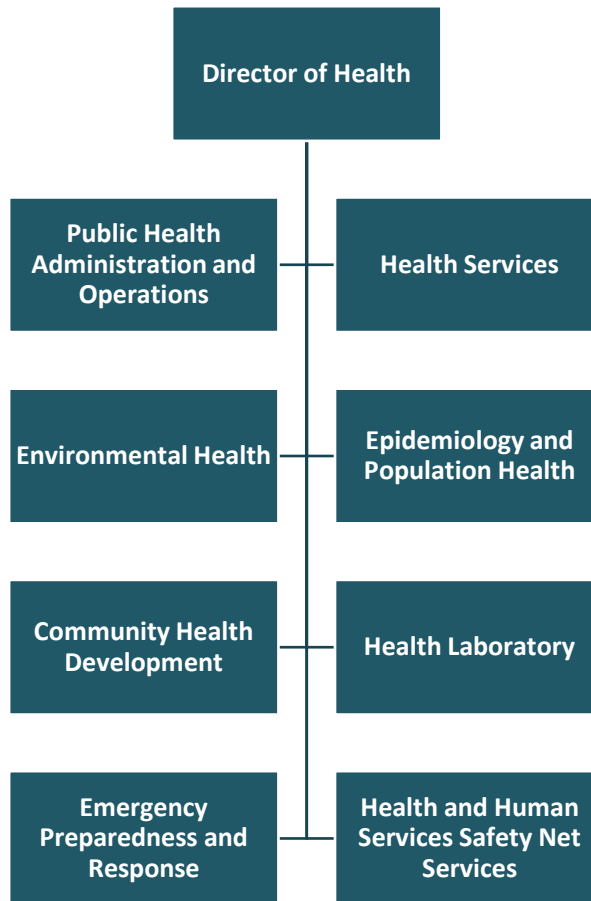 Director of Health
Public Health
Administration and
Operations
Health Services
Environmental Health
Epidemiology and
Population Health
Community Health
Development
Health Laboratory
Emergency
Preparedness and
Response
Health and Human
Services Safety Net
Services